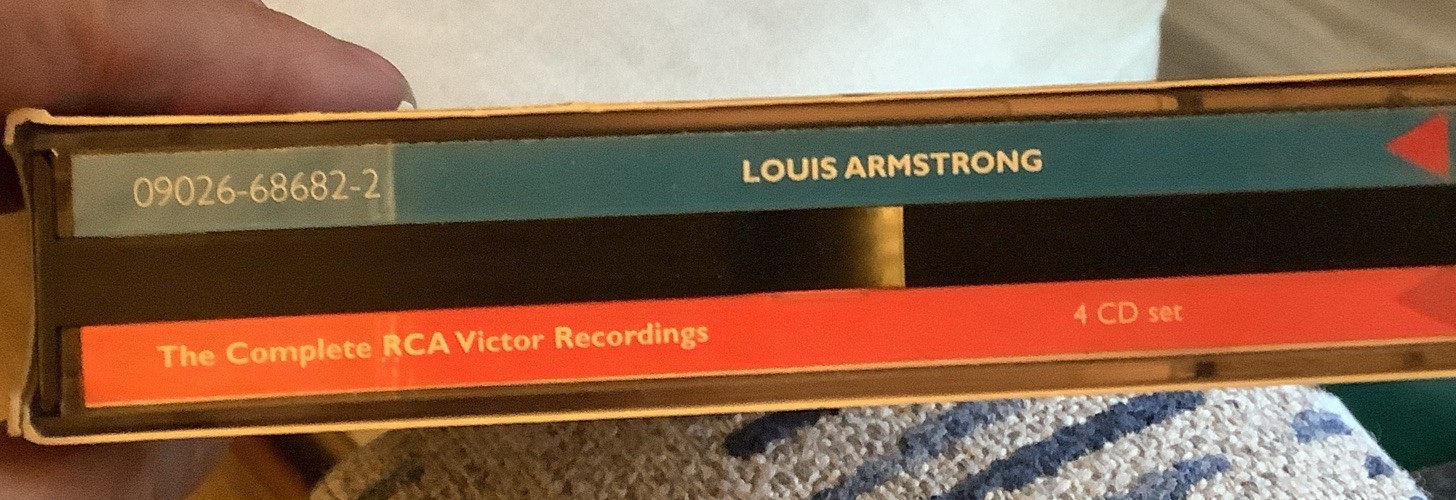 09026-68682-2
LOUIS ARMSTRONG
The Complete RCA Victor Recordings
4 CD set